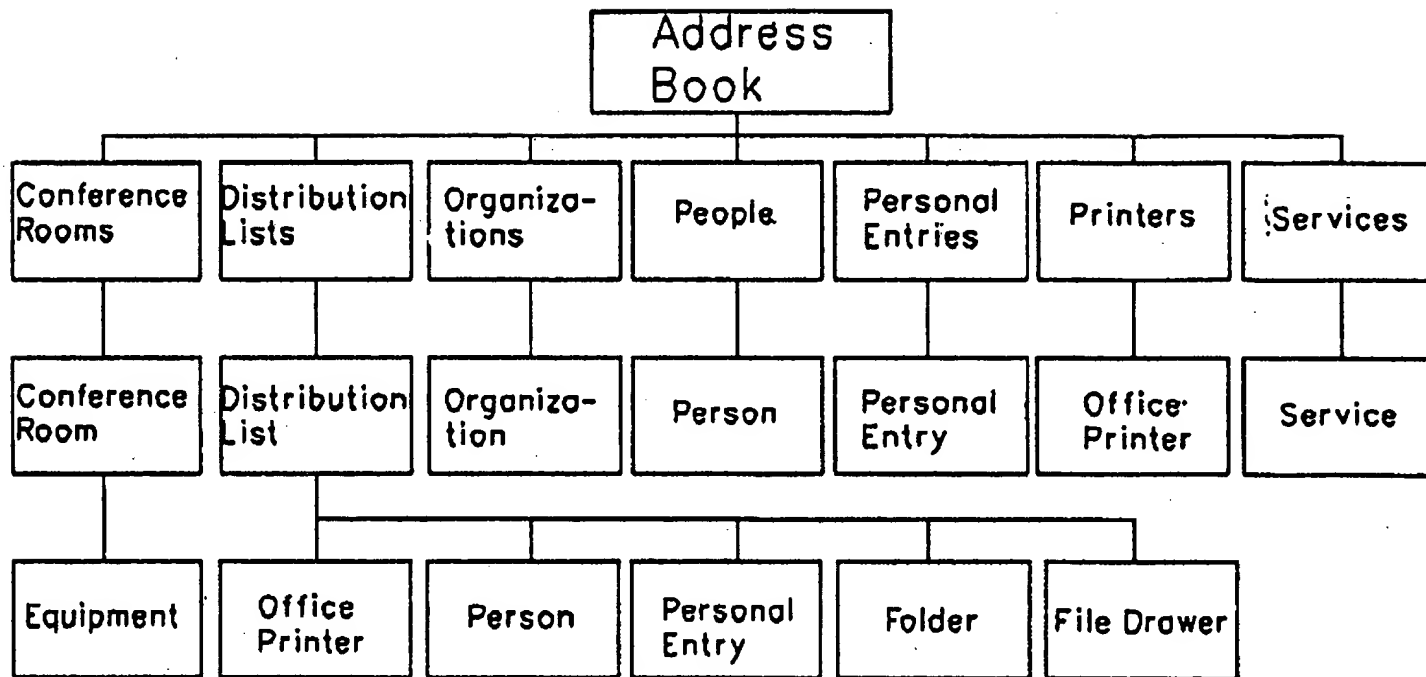 Address
Book
Conference
Rooms
Distribution
Lists
Organiza-
tions
People
Personal
Entries
Printers
Services
Conference
Room
Distribution
List
Organiza-
tion
Person
Personal
Entry
Office
Printer
Service
Equipment
Office
Printer
Person
Personal
Entry
Folder
File Drawer